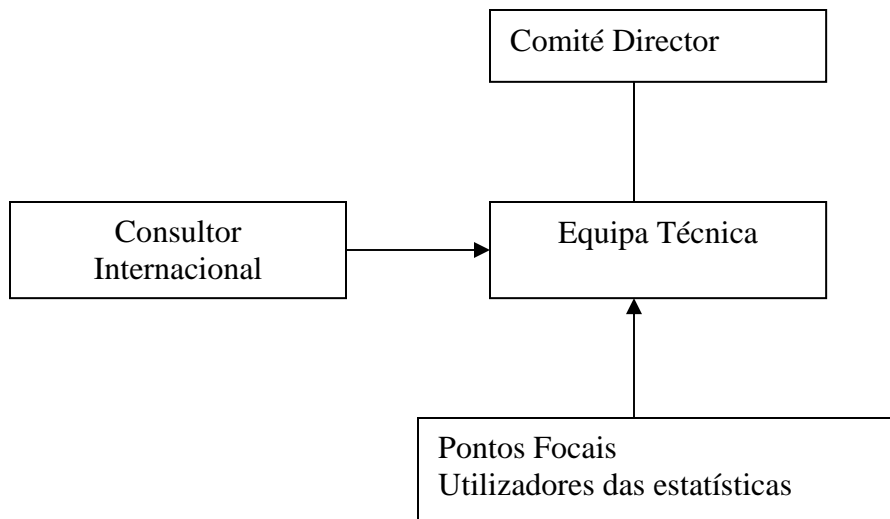 Comité Director
Consultor
Internacional
Equipa Técnica
Pontos Focais
Utilizadores das estatísticas